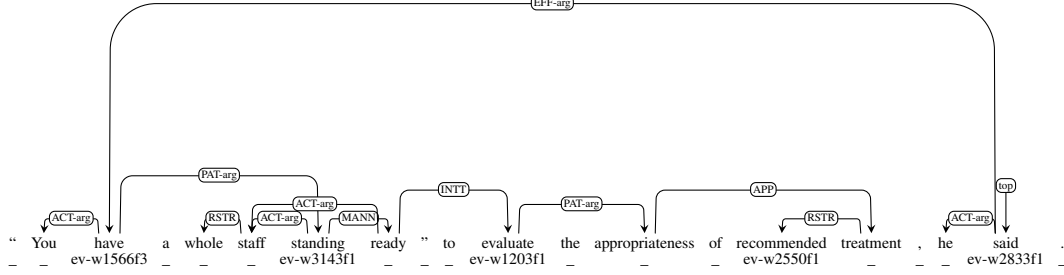 EFF-arg
PAT-arg INTT APP top
ACT-arg PAT-arg
ACT-arg RSTR ACT-arg MANN RSTR ACT-arg
“ You have a whole staff standing ready ” to evaluate the appropriateness of recommended treatment , he said .
_ _ ev-w1566f3 _ _ _ ev-w3143f1 _ _ _ ev-w1203f1 _ _ _ ev-w2550f1 _ _ _ ev-w2833f1 _